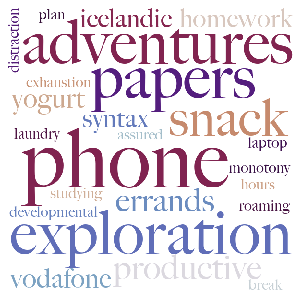 distraction plan icelandic homework
adventures
exhaustion papers
yogurt syntax snack
laundry assured laptop
phone monotony
studying hours
developmental errands roaming
exploration
vodafone productive break